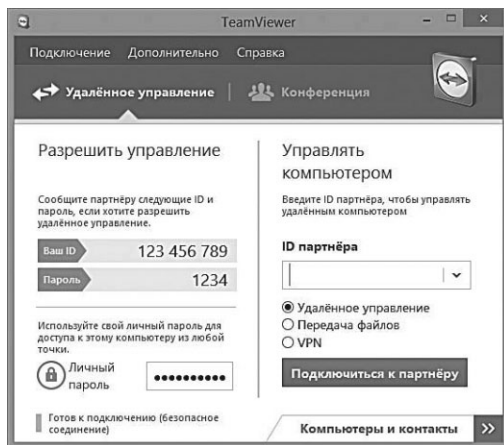 TeamViewer
Подключение Дополнительно Справка
Удалённое управление Конференция
Разрешить управление
Сообщите партнёру следующие ID и
пароль, если хотите разрешить
удалённое управление.
Ваш ID 123 456 789
Пароль 1234
Используйте свой личный пароль для
доступа к этому компьютеру из любой
точки.
Личный
пароль
Готов к подключению (безопасное
соединение)
Управлять
компьютером
Введите ID партнёра, чтобы управлять
удалённым компьютером
ID партнёра
Удалённое управление
Передача файлов
VPN
Подключиться к партнёру
Компьютеры и контакты